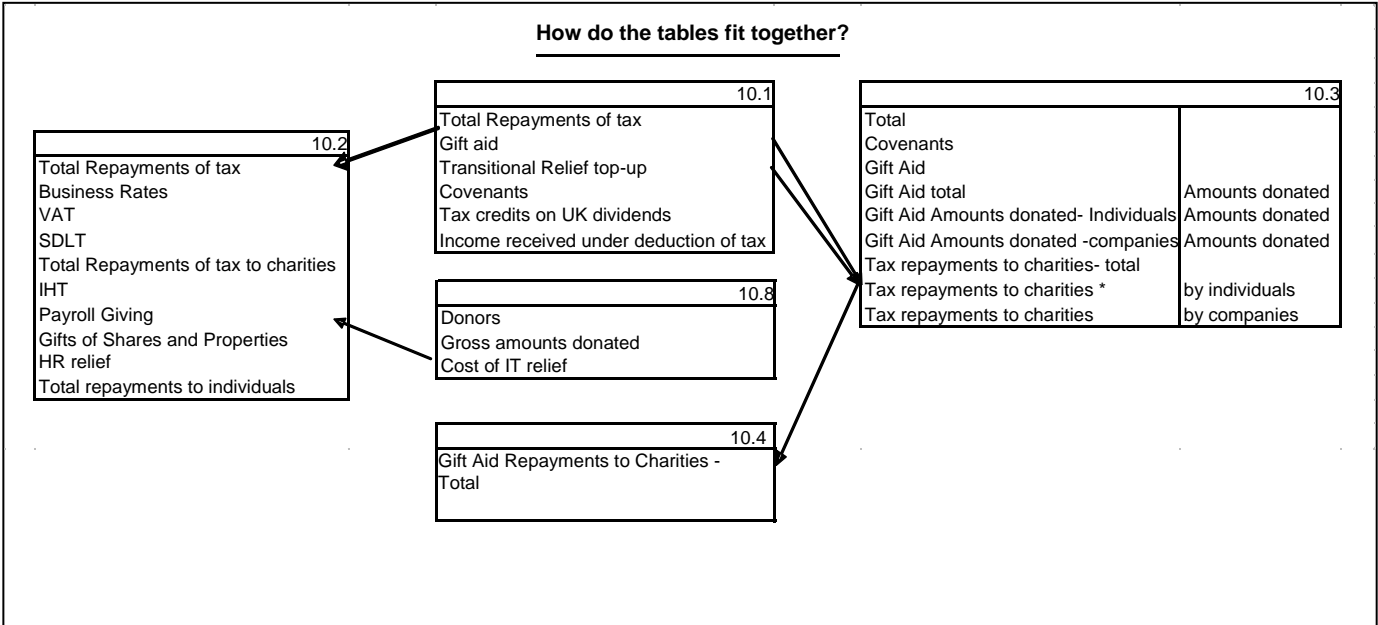 How do the tables fit together?
10.2
Total Repayments of tax
Business Rates
VAT
SDLT
Total Repayments of tax to charities
IHT
Payroll Giving
Gifts of Shares and Properties
HR relief
Total repayments to individuals
10.1
Total Repayments of tax
Gift aid
Transitional Relief top-up
Covenants
Tax credits on UK dividends
Income received under deduction of tax
10.8
Donors
Gross amounts donated
Cost of IT relief
10.4
Gift Aid Repayments to Charities -
Total
10.3
Total
Covenants
Gift Aid
Gift Aid total Amounts donated
Gift Aid Amounts donated- Individuals Amounts donated
Gift Aid Amounts donated -companies Amounts donated
Tax repayments to charities- total
Tax repayments to charities * by individuals
Tax repayments to charities by companies